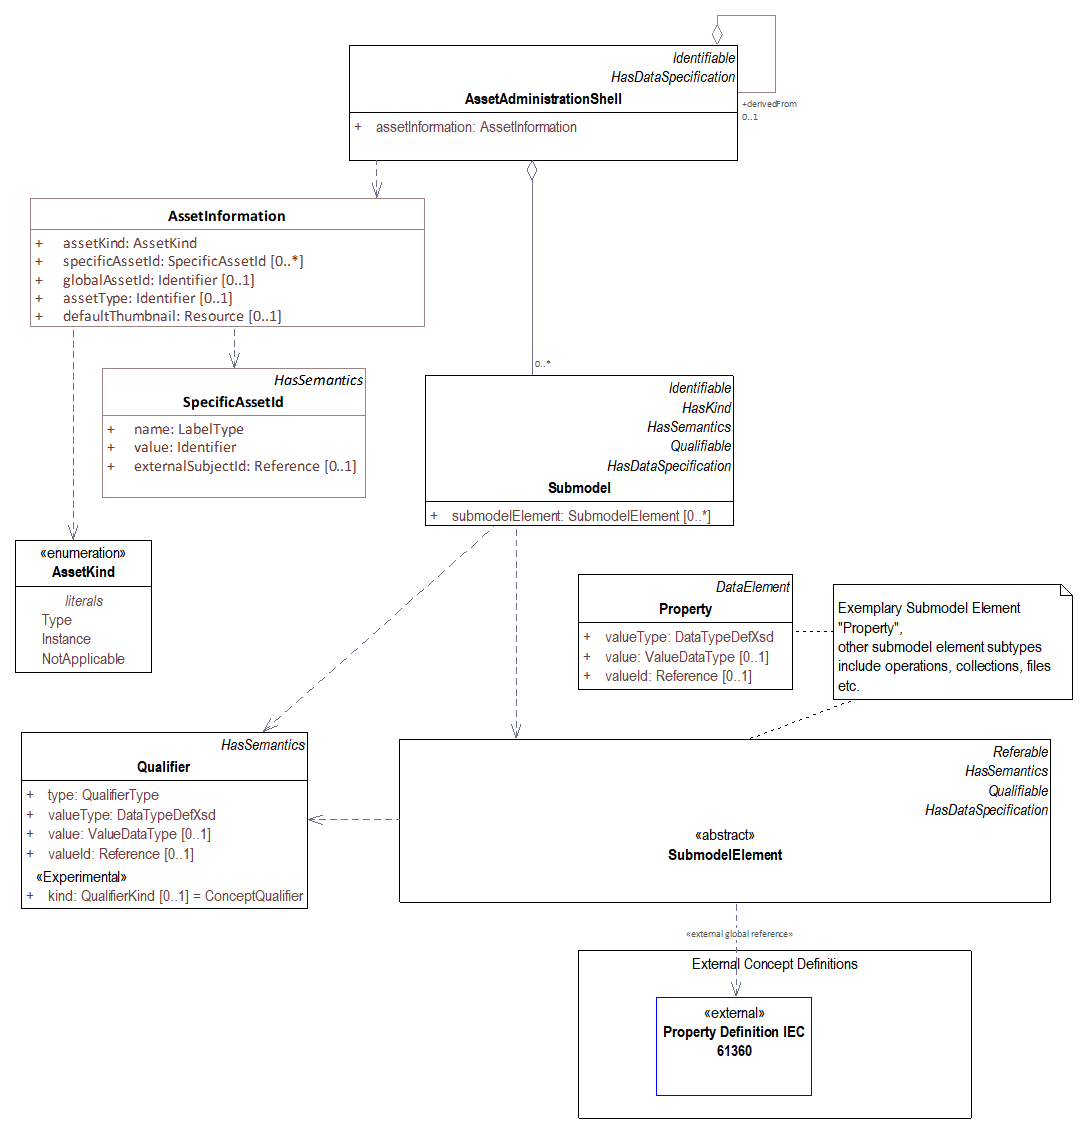 Identifiable
HasDataSpecification
AssetAdministrationShell
+ assetInformation: AssetInformation
+derivedFrom
0..1
AssetInformation
+ assetKind: AssetKind
+ specificAssetId: SpecificAssetId [0..*]
+ globalAssetId: Identifier [0..1]
+ assetType: Identifier [0..1]
+ defaultThumbnail: Resource [0..1]
0..*
HasSemantics
SpecificAssetId
+ name: LabelType
+ value: Identifier
+ externalSubjectId: Reference [0..1]
Identifiable
HasKind
HasSemantics
Qualifiable
HasDataSpecification
Submodel
+ submodelElement: SubmodelElement [0..*]
«enumeration»
AssetKind
literals
Type
Instance
NotApplicable
DataElement
Property
+ valueType: DataTypeDefXsd
+ value: ValueDataType [0..1]
+ valueId: Reference [0..1]
Exemplary Submodel Element
"Property",
other submodel element subtypes
include operations, collections, files
etc.
HasSemantics
Qualifier
+ type: QualifierType
+ valueType: DataTypeDefXsd
+ value: ValueDataType [0..1]
+ valueId: Reference [0..1]
«Experimental»
+ kind: QualifierKind [0..1] = ConceptQualifier
Referable
HasSemantics
Qualifiable
HasDataSpecification
«abstract»
SubmodelElement
«external global reference»
External Concept Definitions
«external»
Property Definition IEC
61360